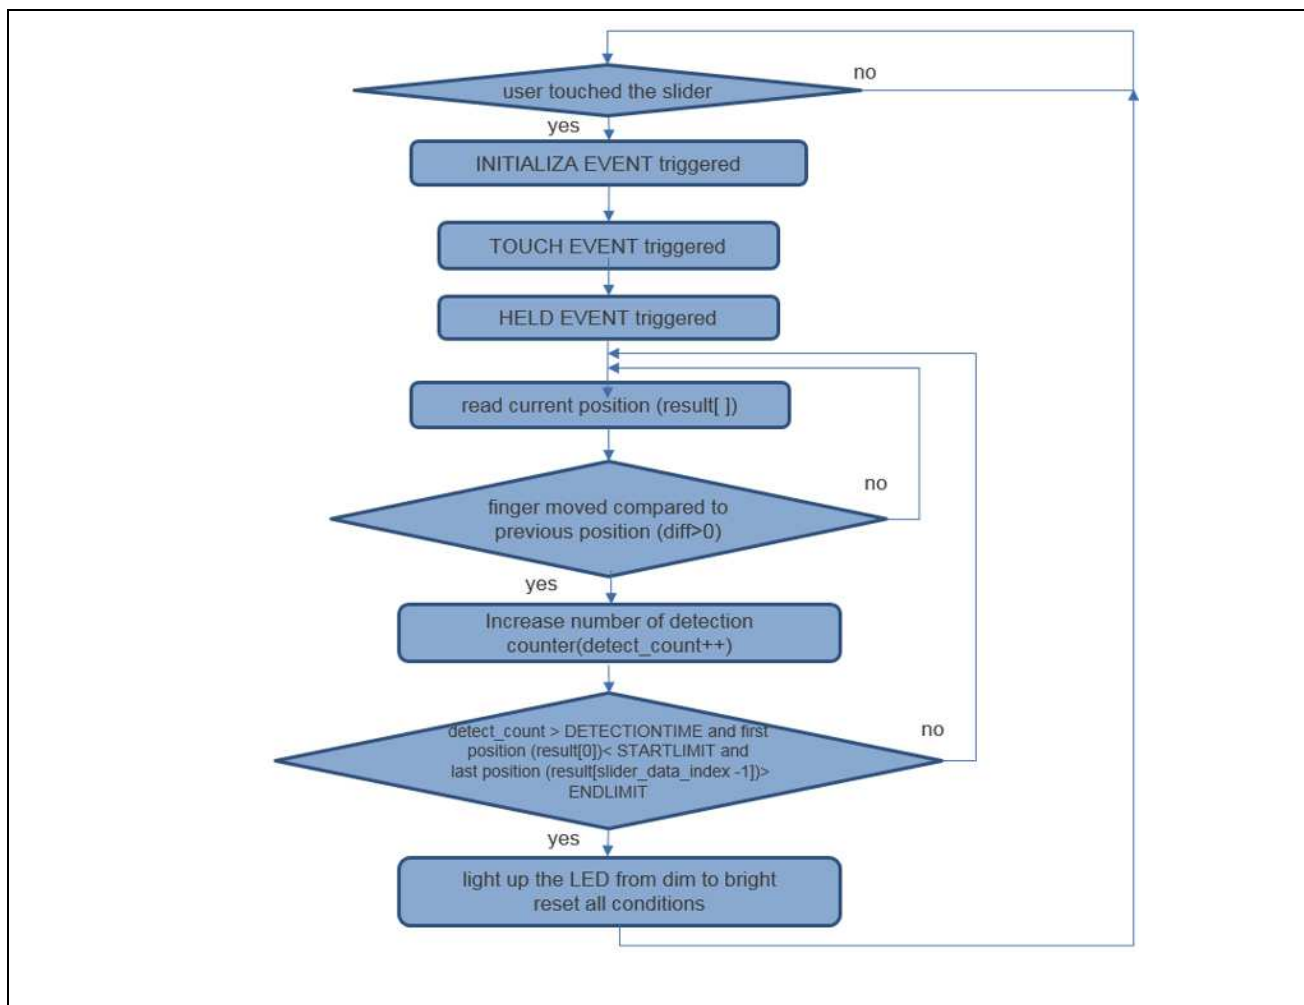 user touched the slider
no
yes
INITIALIZA EVENT triggered
TOUCH EVENT triggered
HELD EVENT triggered
read current position (result[ ])
no
finger moved compared to
previous position (diff>0)
yes
Increase number of detection
counter(detect_count++)
no
detect_count > DETECTIONTIME and first
position (result[0])< STARTLIMIT and
last position (result[slider_data_index -1])>
ENDLIMIT
yes
light up the LED from dim to bright
reset all conditions